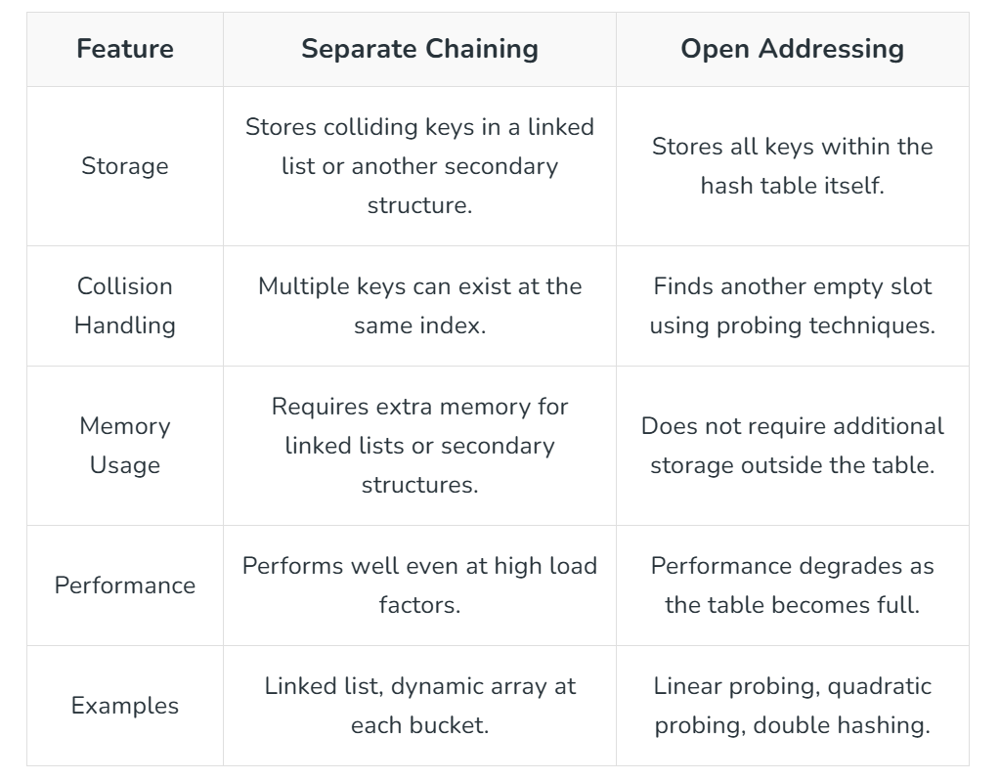 Feature Separate Chaining Open Addressing
Storage
Stores colliding keys in a linked
list or another secondary
structure.
Stores all keys within the
hash table itself.
Collision
Handling
Multiple keys can exist at the
same index.
Finds another empty slot
using probing techniques.
Memory
Usage
Requires extra memory for
linked lists or secondary
structures.
Does not require additional
storage outside the table.
Performance
Performs well even at high load
factors.
Performance degrades as
the table becomes full.
Examples
Linked list, dynamic array at
each bucket.
Linear probing, quadratic
probing, double hashing.